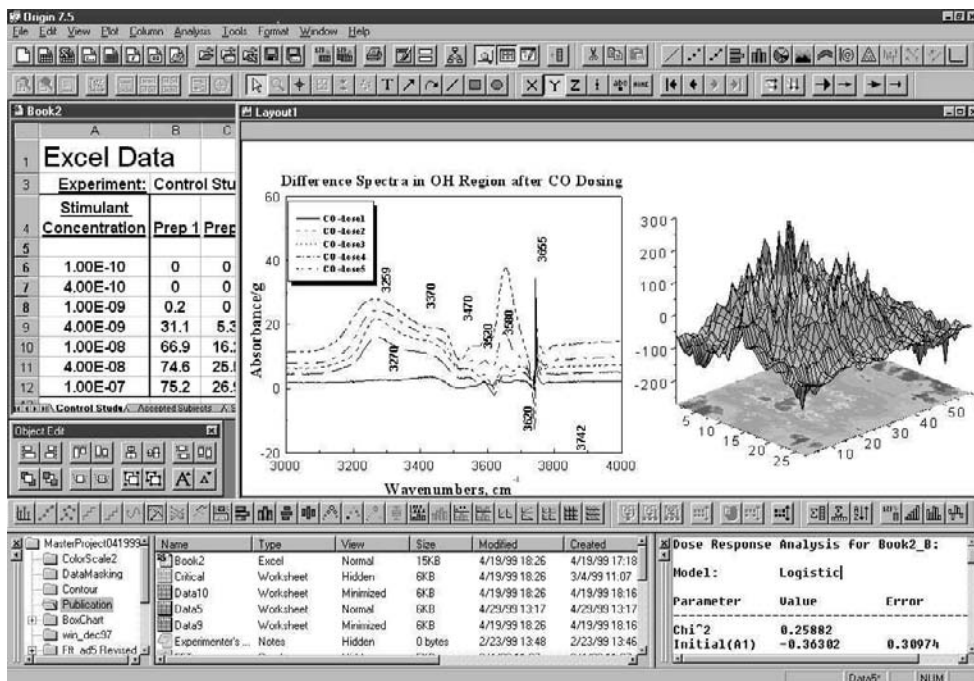 Origin 7.5
File Edit View Plot Column Analysis Tools Format Window Help
Book2
A B C
1 Excel Data
3 Experiment: Control Stu
4 Stimulant Concentration Prep 1 Prep
5
6 1.00E-10 0 0
7 4.00E-10 0 0
8 1.00E-09 0.2 0
9 4.00E-09 31.1 5.3
10 1.00E-08 66.9 16.
11 4.00E-08 74.6 25.
12 1.00E-07 75.2 26.
Control Study Accepted Subjects
Object Edit
Layout1
Difference Spectra in OH Region after CO Dosing
CO-dose1
CO-dose2
CO-dose3
CO-dose4
CO-dose5
Absorbance/g
60
40
20
0
-20
3259
3270
3370
3470
3520
3580
3620
3655
3742
3000 3200 3400 3600 3800 4000
Wavenumbers, cm -1
300
200
100
0
-100
-200
5 10 15 20 25
10 20 30 40 50
MasterProject041999
ColorScale2
DataMasking
Contour
Publication
BoxChart
win_dec97
Name Type View Size Modified Created
Book2 Excel Normal 15KB 4/19/99 18:26 4/19/99 17:18
Critical Worksheet Hidden 6KB 4/19/99 18:26 3/4/99 11:07
Data10 Worksheet Minimized 6KB 4/19/99 18:26 4/19/99 18:16
Data5 Worksheet Normal 6KB 4/29/99 13:17 4/29/99 13:17
Data9 Worksheet Minimized 6KB 4/19/99 18:26 4/19/99 18:16
Experimenter's ... Notes Hidden 0 bytes 2/23/99 13:48 2/23/99 13:46
Dose Response Analysis for Book2_B:
Model: Logistic
Parameter Value Error
Chi^2 0.25882
Initial(A1) -0.36302 0.30974
Data5* NUM